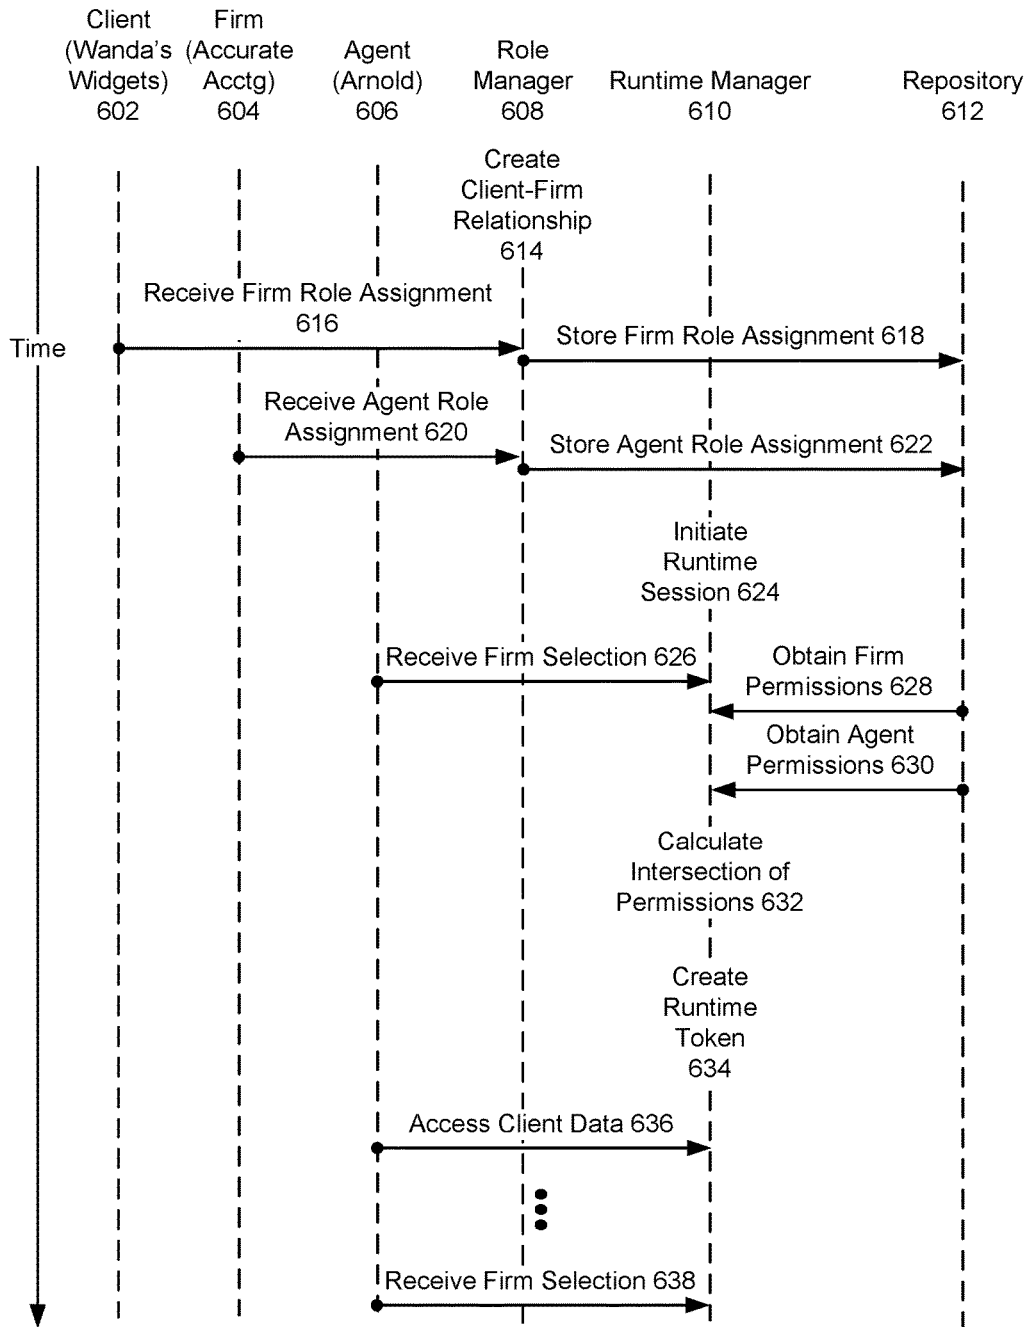 Client
(Wanda's
Widgets)
602
Firm
(Accurate
Acctg)
604
Agent
(Arnold)
606
Role
Manager
608
Runtime Manager
610
Repository
612
Create
Client-Firm
Relationship
614
Receive Firm Role Assignment
616
Time
Store Firm Role Assignment 618
Receive Agent Role
Assignment 620
Store Agent Role Assignment 622
Initiate
Runtime
Session 624
Receive Firm Selection 626
Obtain Firm
Permissions 628
Obtain Agent
Permissions 630
Calculate
Intersection of
Permissions 632
Create
Runtime
Token
634
Access Client Data 636
Receive Firm Selection 638